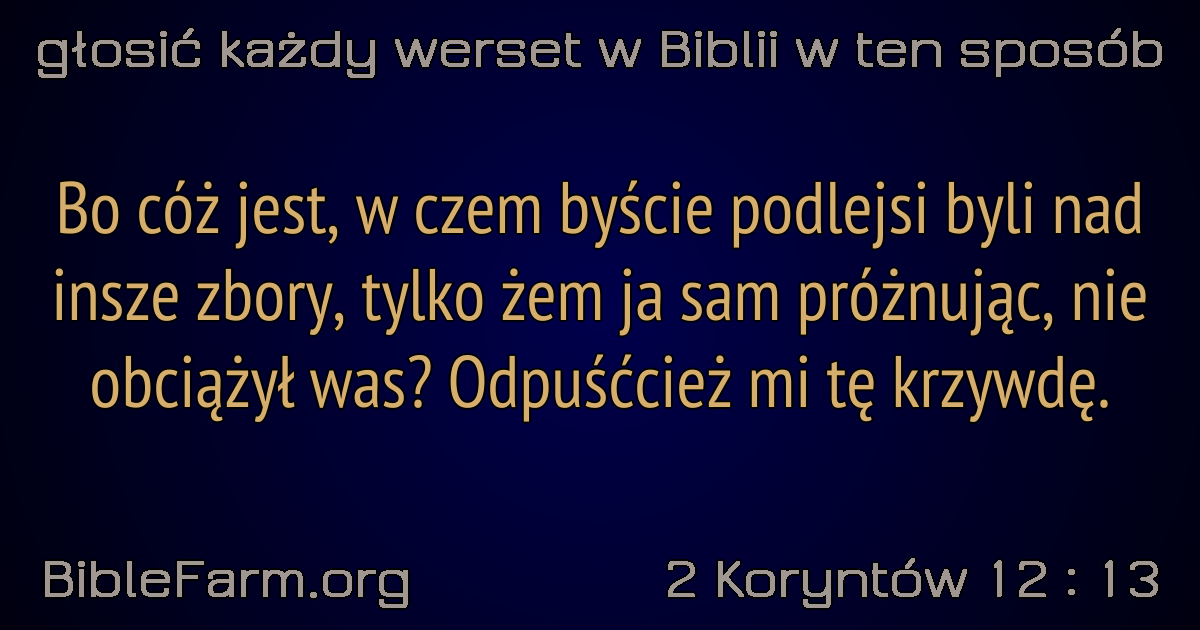 głosić każdy werset w Biblii w ten sposób
Bo cóż jest, w czem byście podlejsi byli nad
insze zbory, tylko żem ja sam próżnując, nie
obciążył was? Odpuśćcież mi tę krzywdę.
BibleFarm.org
2 Koryntów 12 : 13